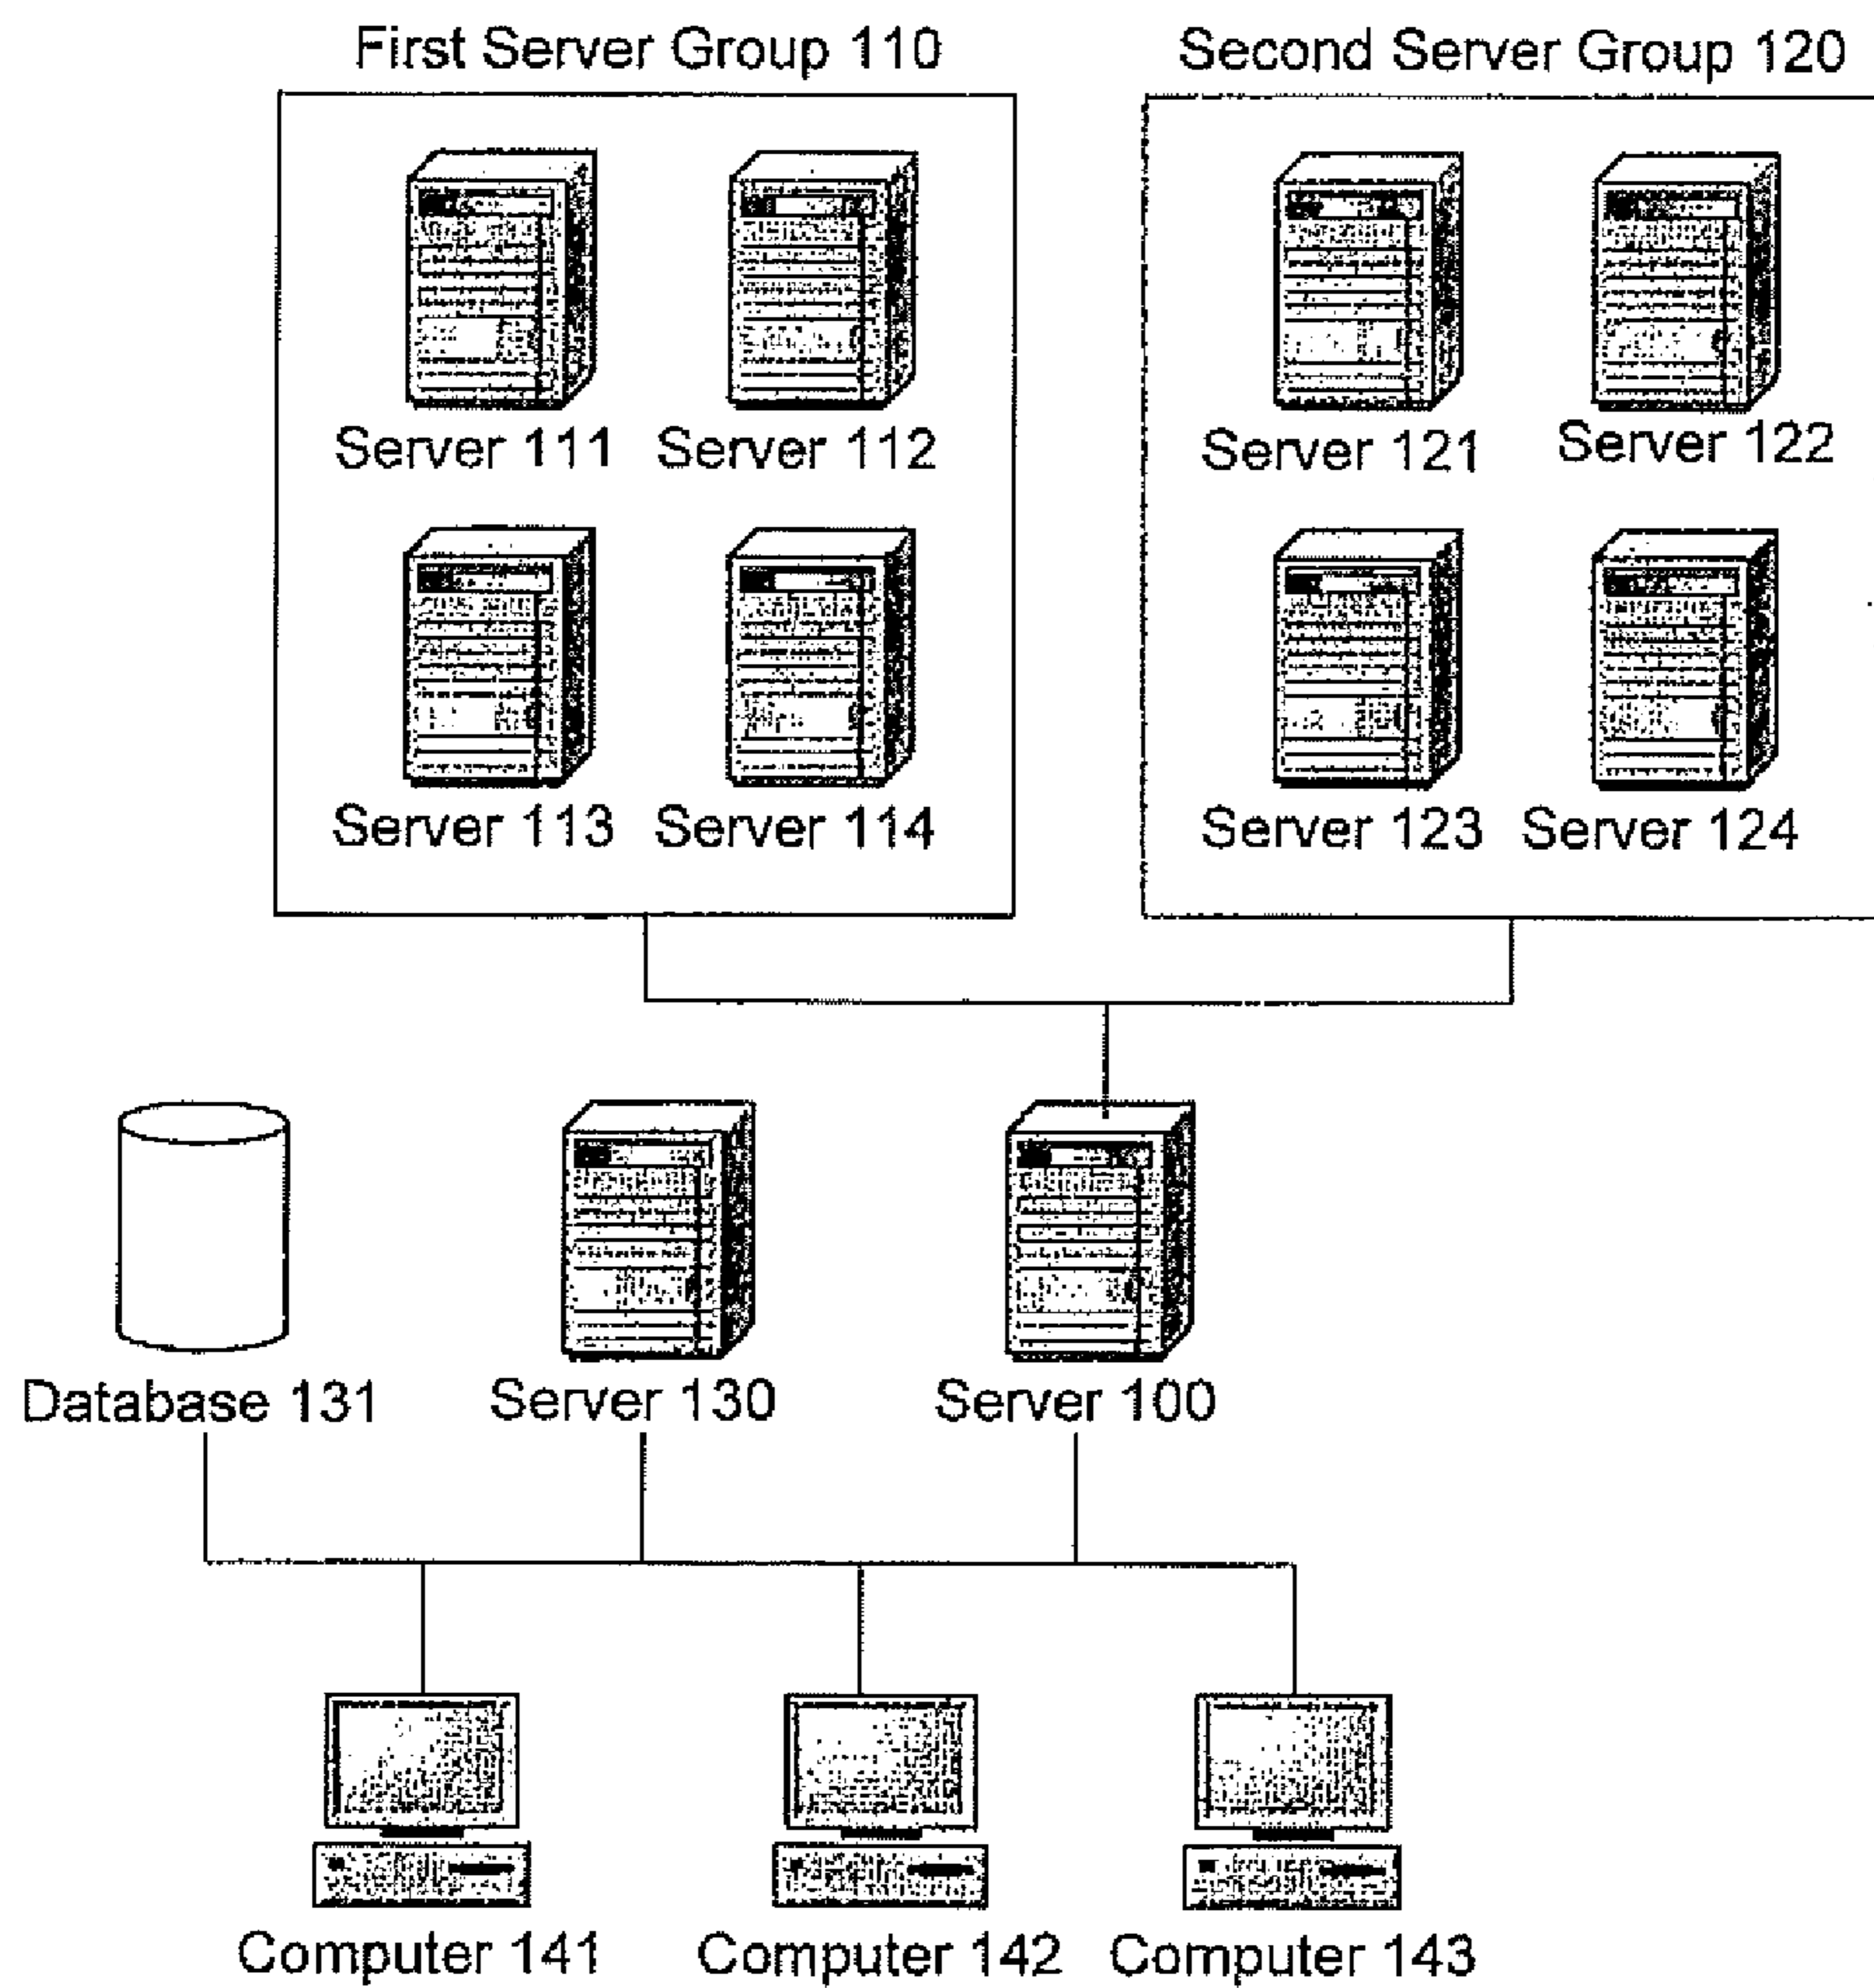 First Server Group 110
Second Server Group 120
Server 111
Server 112
Server 121
Server 122
Server 113
Server 114
Server 123
Server 124
Database 131
Server 130
Server 100
Computer 141
Computer 142
Computer 143